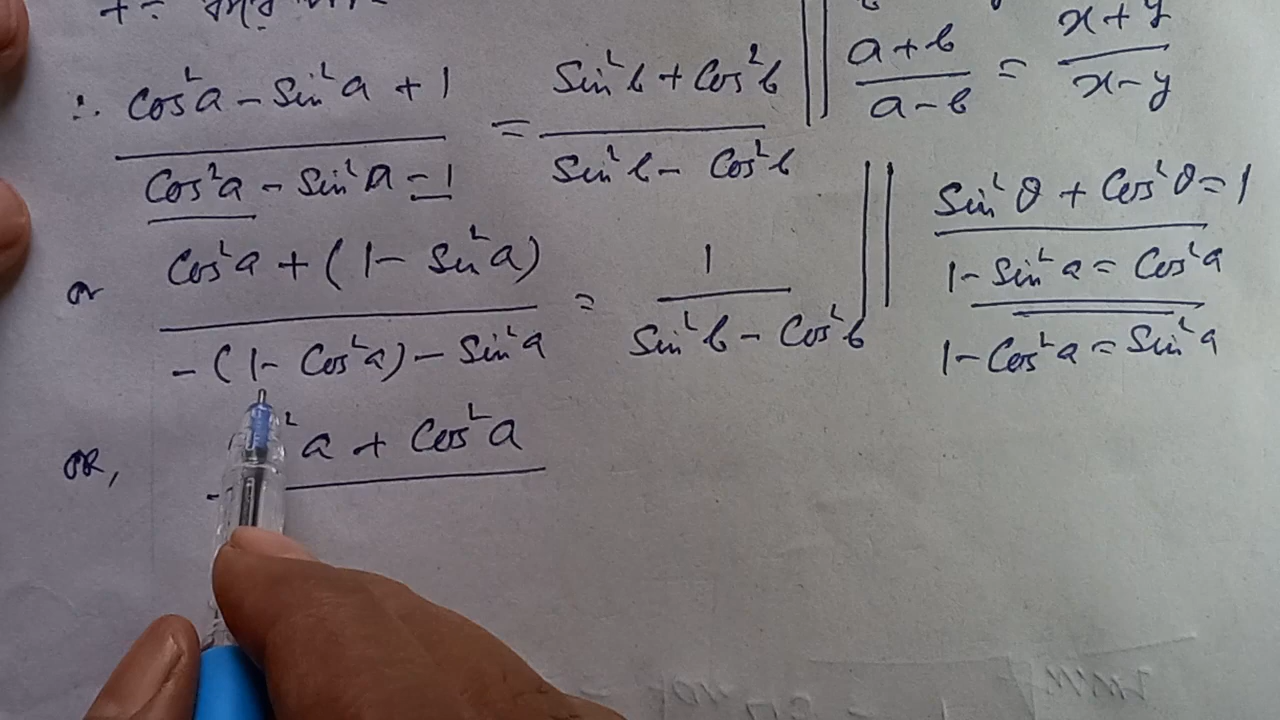 ∴ Cos²a - Sin²a + 1 / Cos²a - Sin²a - 1 = Sin²b + Cos²b / Sin²b - Cos²b
a + b / a - b = x + y / x - y
or Cos²a + (1 - Sin²a) / - (1 - Cos²a) - Sin²a = 1 / Sin²b - Cos²b
Sin²θ + Cos²θ = 1
1 - Sin²a = Cos²a
1 - Cos²a = Sin²a
OR, ²a + Cos²a